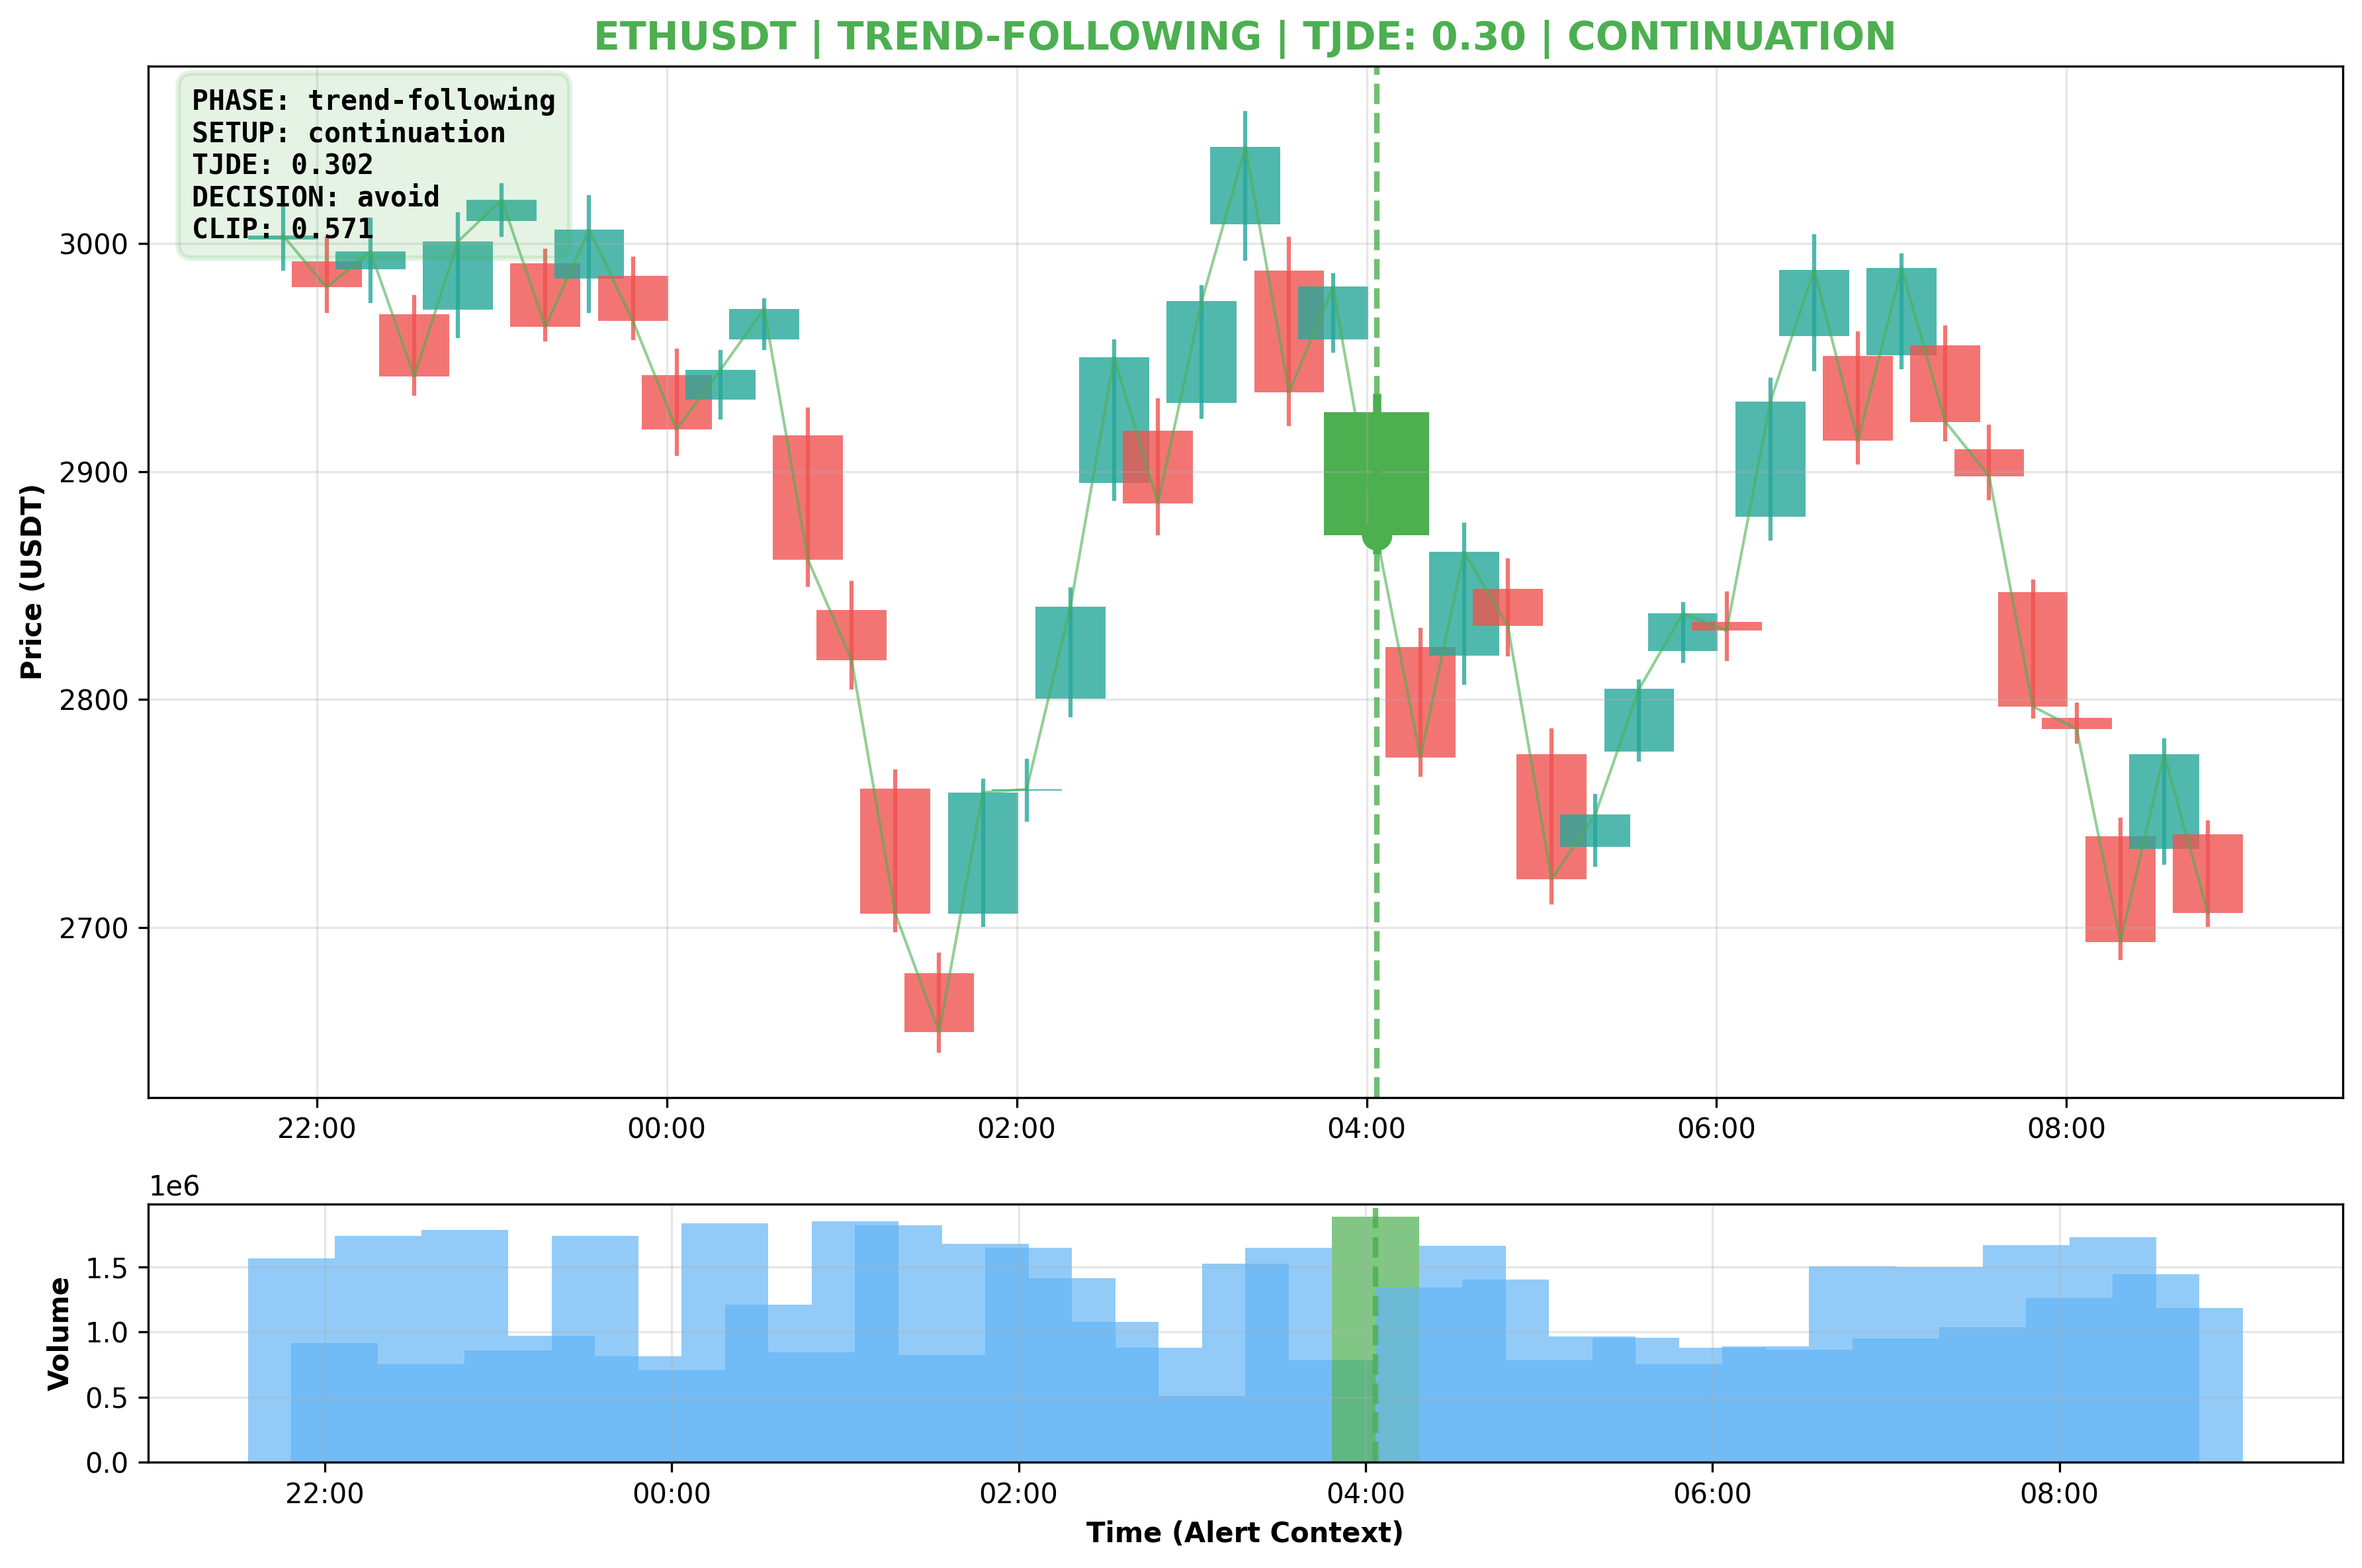 ETHUSDT | TREND-FOLLOWING | TJDE: 0.30 | CONTINUATION
PHASE: trend-following
SETUP: continuation
TJDE: 0.302
DECISION: avoid
CLIP: 0.571
Price (USDT)
3000
2900
2800
2700
22:00 00:00 02:00 04:00 06:00 08:00
1e6
Volume
1.5
1.0
0.5
0.0
22:00 00:00 02:00 04:00 06:00 08:00
Time (Alert Context)